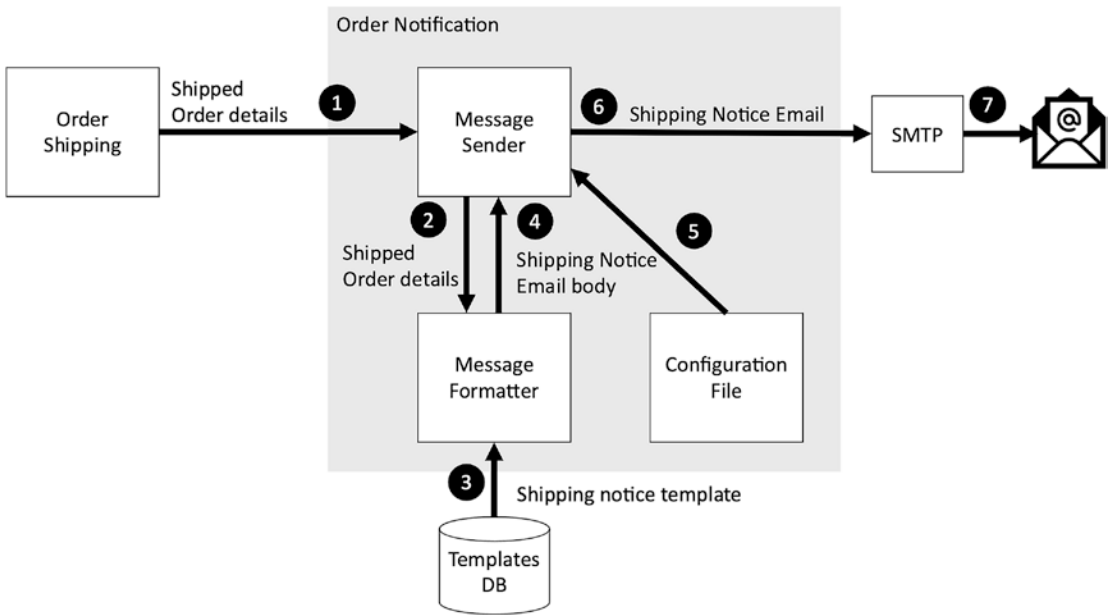 Order Notification
Shipped
Order details
1
Order
Shipping
Message
Sender
6
Shipping Notice Email
SMTP
7
@
2
Shipped
Order details
4
Shipping Notice
Email body
5
Message
Formatter
Configuration
File
3
Shipping notice template
Templates
DB